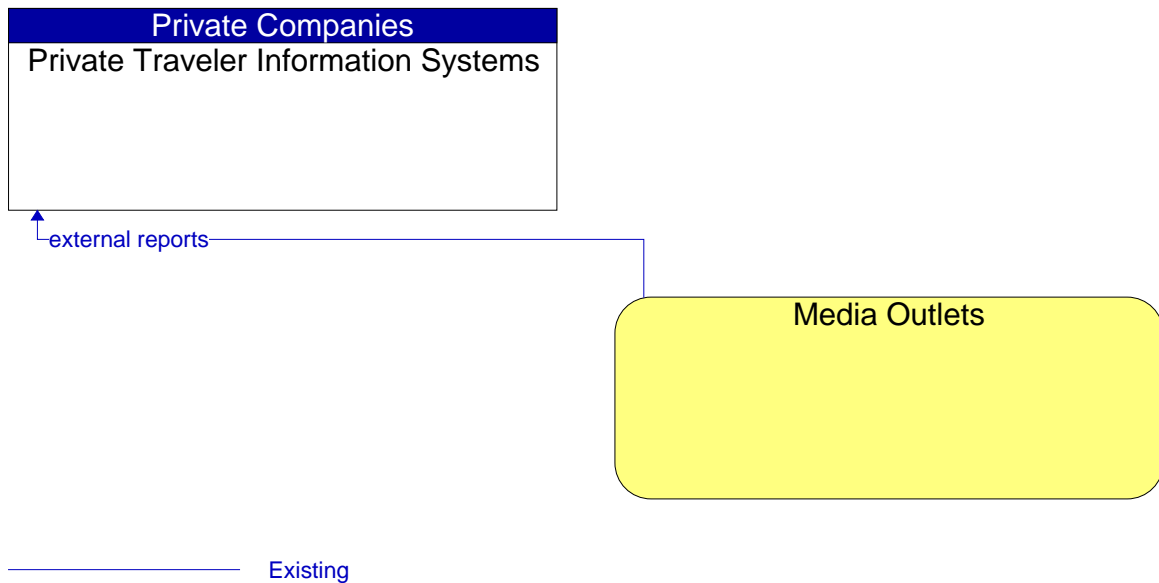 Private Companies
Private Traveler Information Systems
external reports
Media Outlets
Existing